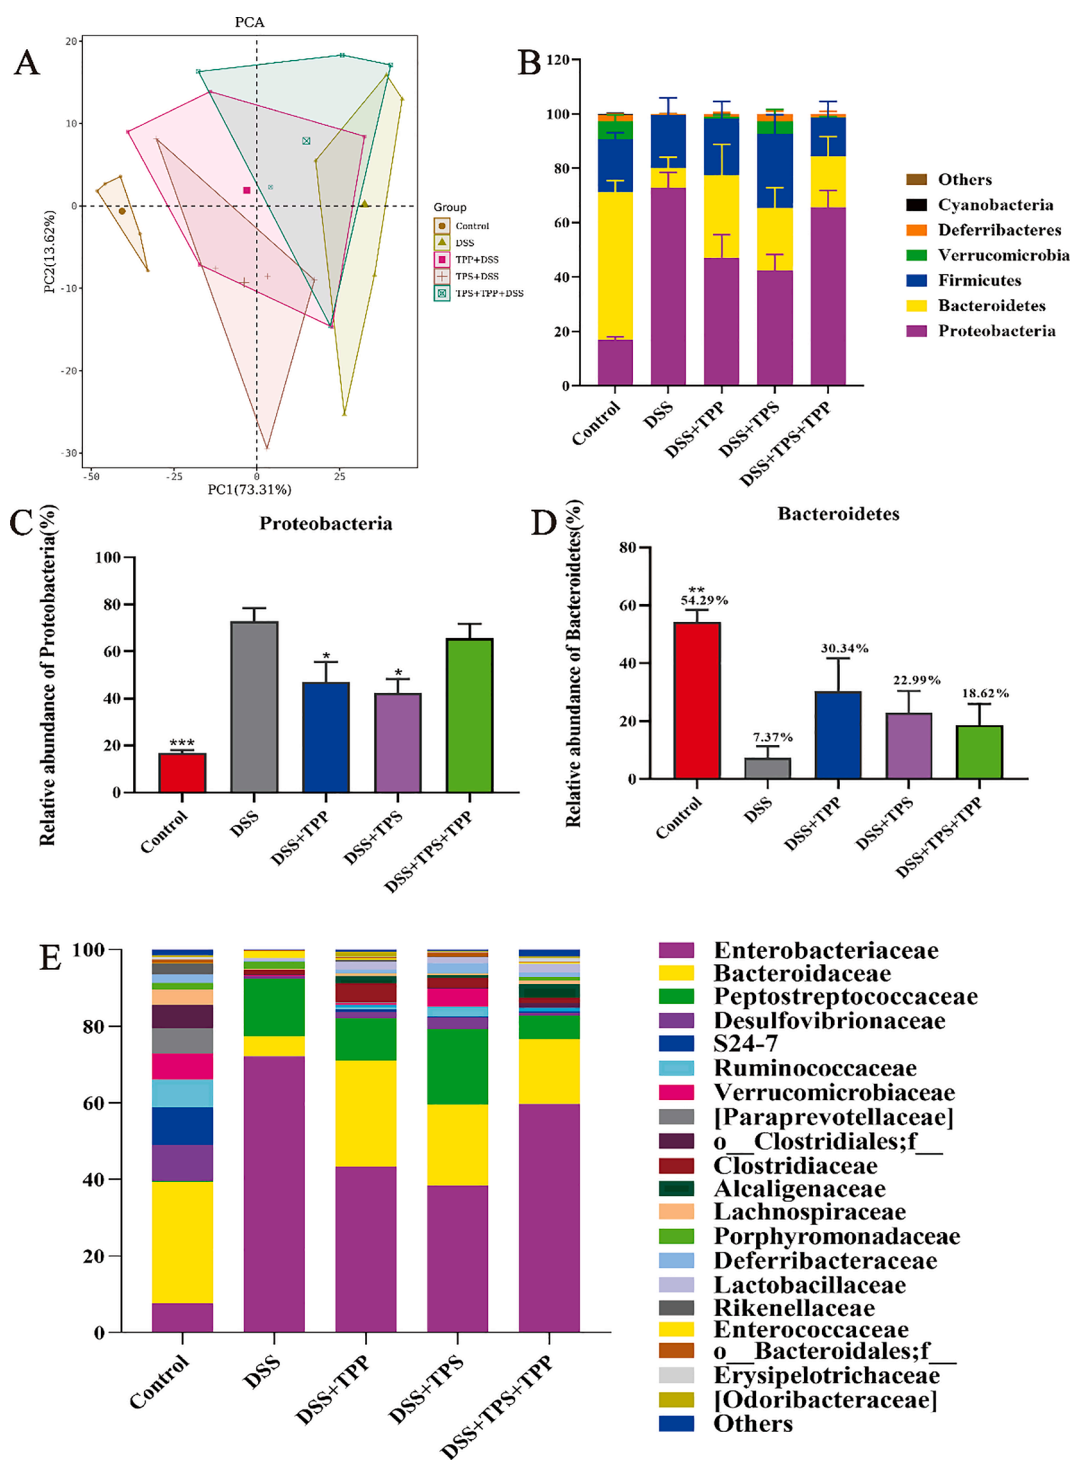 A
PCA
20
10
0
-10
-20
-30
-50
-25
0
25
PC2(13.62%)
PC1(73.31%)
Group
Control
DSS
TPP+DSS
TPS+DSS
TPS+TPP+DSS
B
120
100
80
60
40
20
0
Control
DSS
DSS+TPP
DSS+TPS
DSS+TPS+TPP
Others
Cyanobacteria
Deferribacteres
Verrucomicrobia
Firmicutes
Bacteroidetes
Proteobacteria
C
Proteobacteria
Relative abundance of Proteobacteria(%)
100
80
60
40
20
0
***
*
*
Control
DSS
DSS+TPP
DSS+TPS
DSS+TPS+TPP
D
Bacteroidetes
Relative abundance of Bacteroidetes(%)
80
60
40
20
0
**
54.29%
7.37%
30.34%
22.99%
18.62%
Control
DSS
DSS+TPP
DSS+TPS
DSS+TPS+TPP
E
100
80
60
40
20
0
Control
DSS
DSS+TPP
DSS+TPS
DSS+TPS+TPP
Enterobacteriaceae
Bacteroidaceae
Peptostreptococcaceae
Desulfovibrionaceae
S24-7
Ruminococcaceae
Verrucomicrobiaceae
[Paraprevotellaceae]
o__Clostridiales;f__
Clostridiaceae
Alcaligenaceae
Lachnospiraceae
Porphyromonadaceae
Deferribacteraceae
Lactobacillaceae
Rikenellaceae
Enterococcaceae
o__Bacteroidales;f__
Erysipelotrichaceae
[Odoribacteraceae]
Others